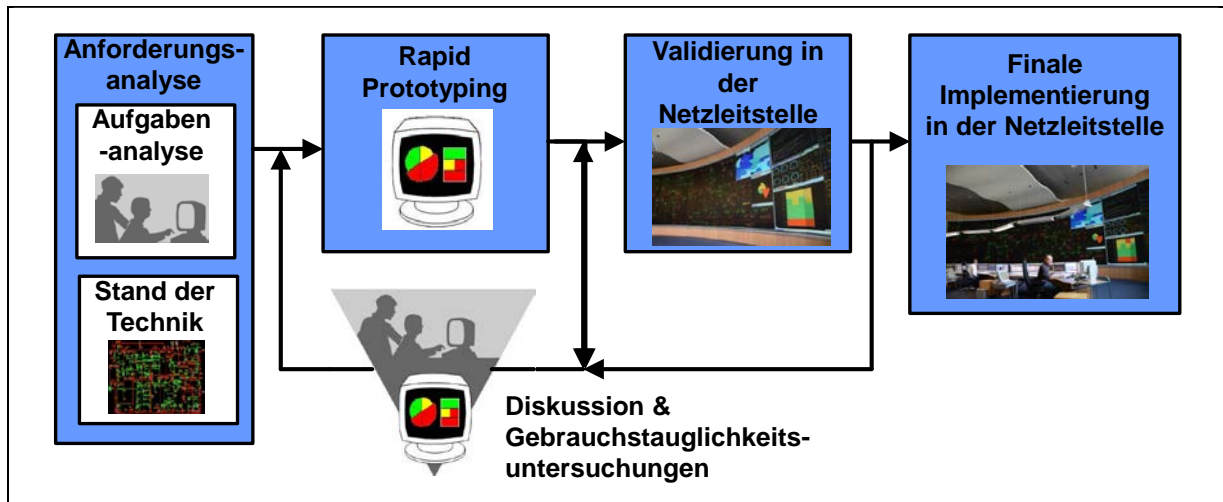 Anforderungs-
analyse
Aufgaben
-analyse
Stand der
Technik
Rapid
Prototyping
Validierung in
der
Netzleitstelle
Finale
Implementierung
in der Netzleitstelle
Diskussion &
Gebrauchstauglichkeits-
untersuchungen